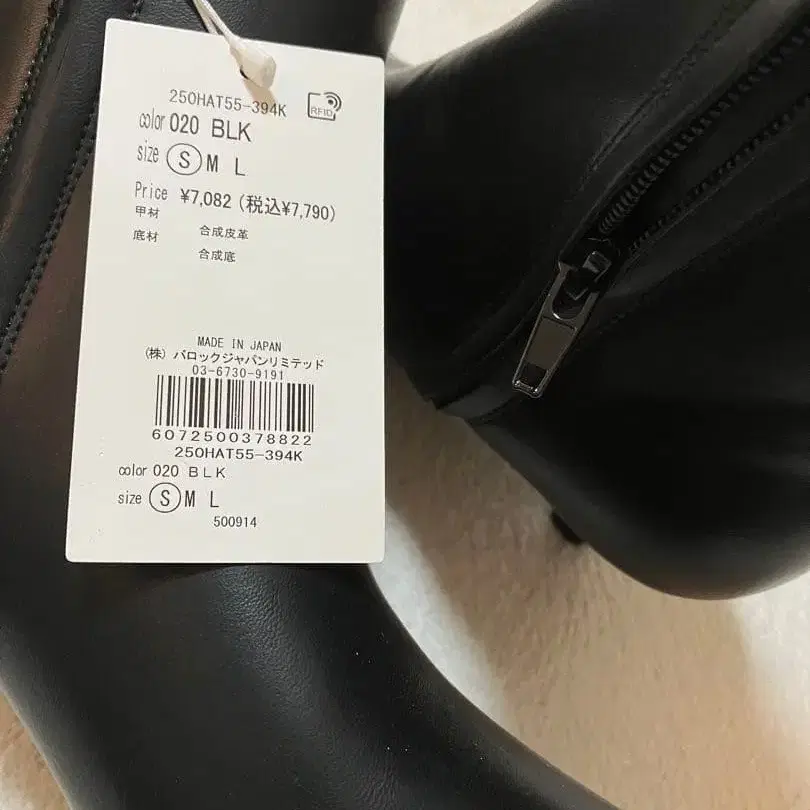 250HAT55-394K
RFID
color 020 BLK
size S M L
Price ¥7,082 (税込¥7,790)
甲材 合成皮革
底材 合成底
MADE IN JAPAN
(株) バロックジャパンリミテッド
03-6730-9191
6072500378822
250HAT55-394K
color 020 BLK
size S M L
500914